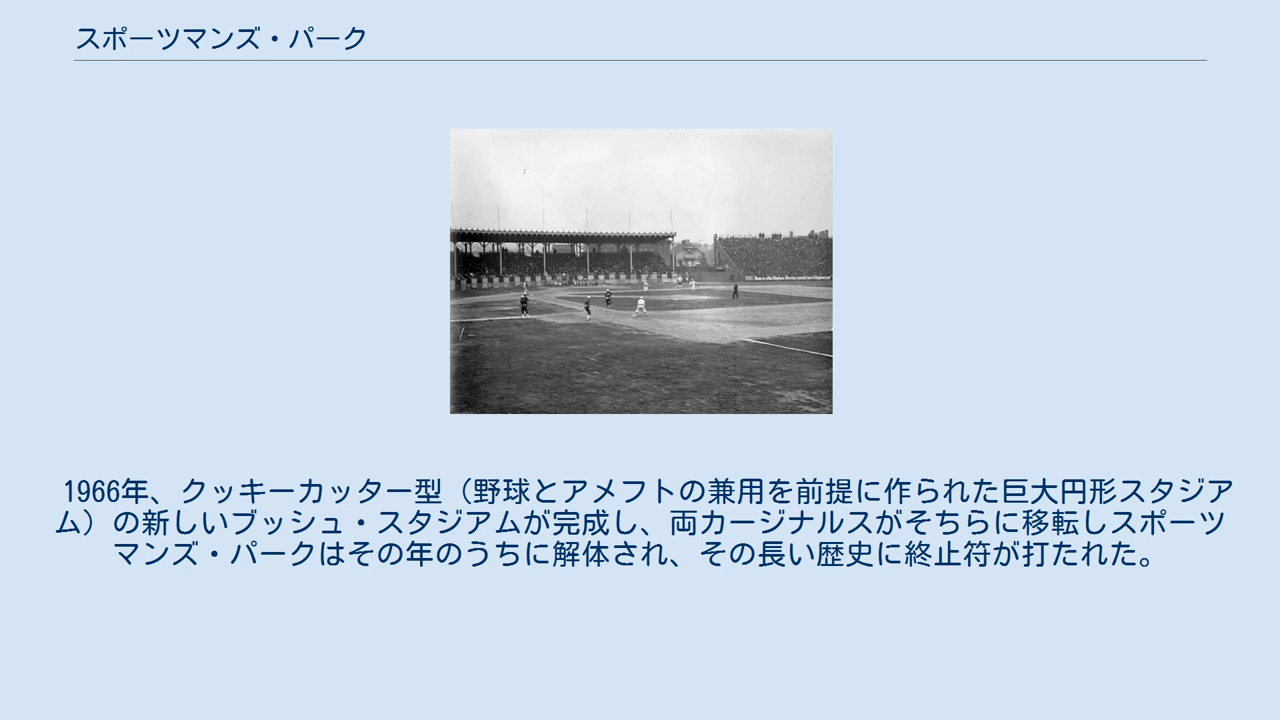 スポーツマンズ・パーク
1966年、クッキーカッター型（野球とアメフトの兼用を前提に作られた巨大円形スタジア
ム）の新しいブッシュ・スタジアムが完成し、両カージナルスがそちらに移転しスポーツ
マンズ・パークはその年のうちに解体され、その長い歴史に終止符が打たれた。